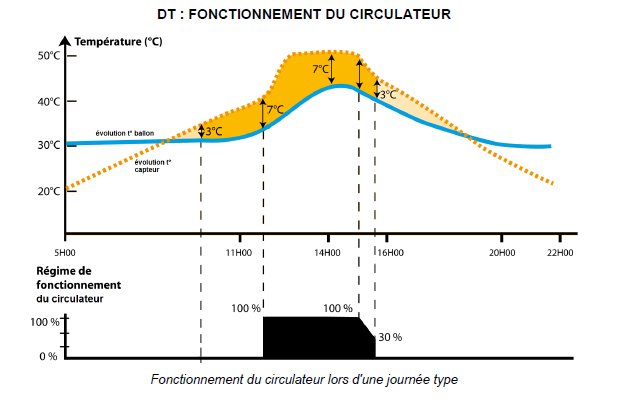 DT : FONCTIONNEMENT DU CIRCULATEUR
Température (°C)
50°C
40°C
30°C
20°C
évolution t° ballon
évolution t°
capteur
3°C
7°C
7°C
3°C
5H00
11H00
14H00
16H00
20H00
22H00
Régime de
fonctionnement
du circulateur
100 %
100 %
100 %
30 %
0 %
Fonctionnement du circulateur lors d'une journée type